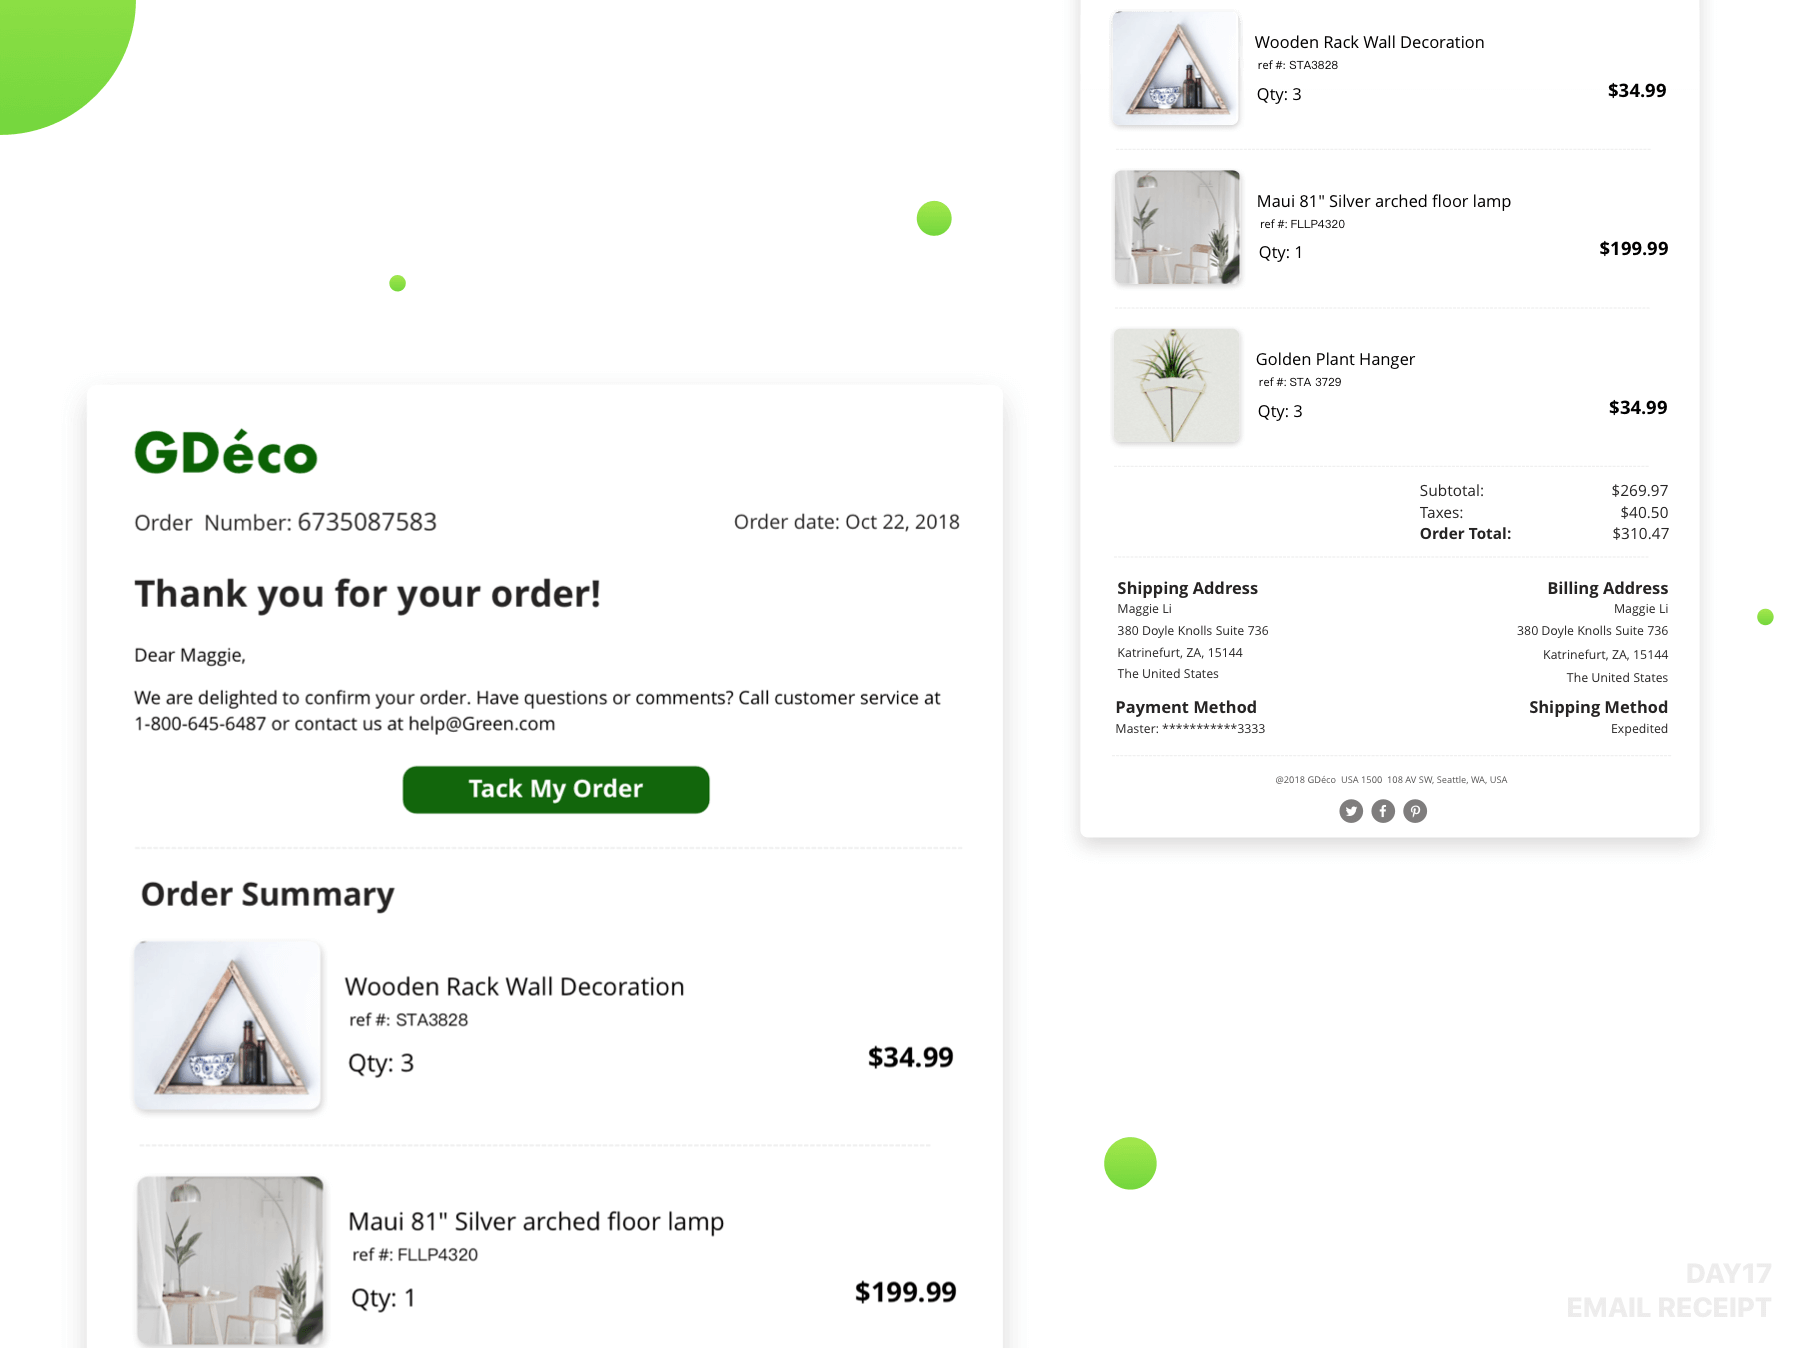 GDéco
Order Number: 6735087583
Order date: Oct 22, 2018
Thank you for your order!
Dear Maggie,
We are delighted to confirm your order. Have questions or comments? Call customer service at
1-800-645-6487 or contact us at help@Green.com
Tack My Order
Order Summary
Wooden Rack Wall Decoration
ref #: STA3828
Qty: 3
$34.99
Maui 81" Silver arched floor lamp
ref #: FLLP4320
Qty: 1
$199.99
Wooden Rack Wall Decoration
ref #: STA3828
Qty: 3
$34.99
Maui 81" Silver arched floor lamp
ref #: FLLP4320
Qty: 1
$199.99
Golden Plant Hanger
ref #: STA 3729
Qty: 3
$34.99
Subtotal: $269.97
Taxes: $40.50
Order Total: $310.47
Shipping Address
Maggie Li
380 Doyle Knolls Suite 736
Katrinefurt, ZA, 15144
The United States
Billing Address
Maggie Li
380 Doyle Knolls Suite 736
Katrinefurt, ZA, 15144
The United States
Payment Method
Master: ***********3333
Shipping Method
Expedited
@2018 GDéco USA 1500 108 AV SW, Seattle, WA, USA
DAY17
EMAIL RECEIPT